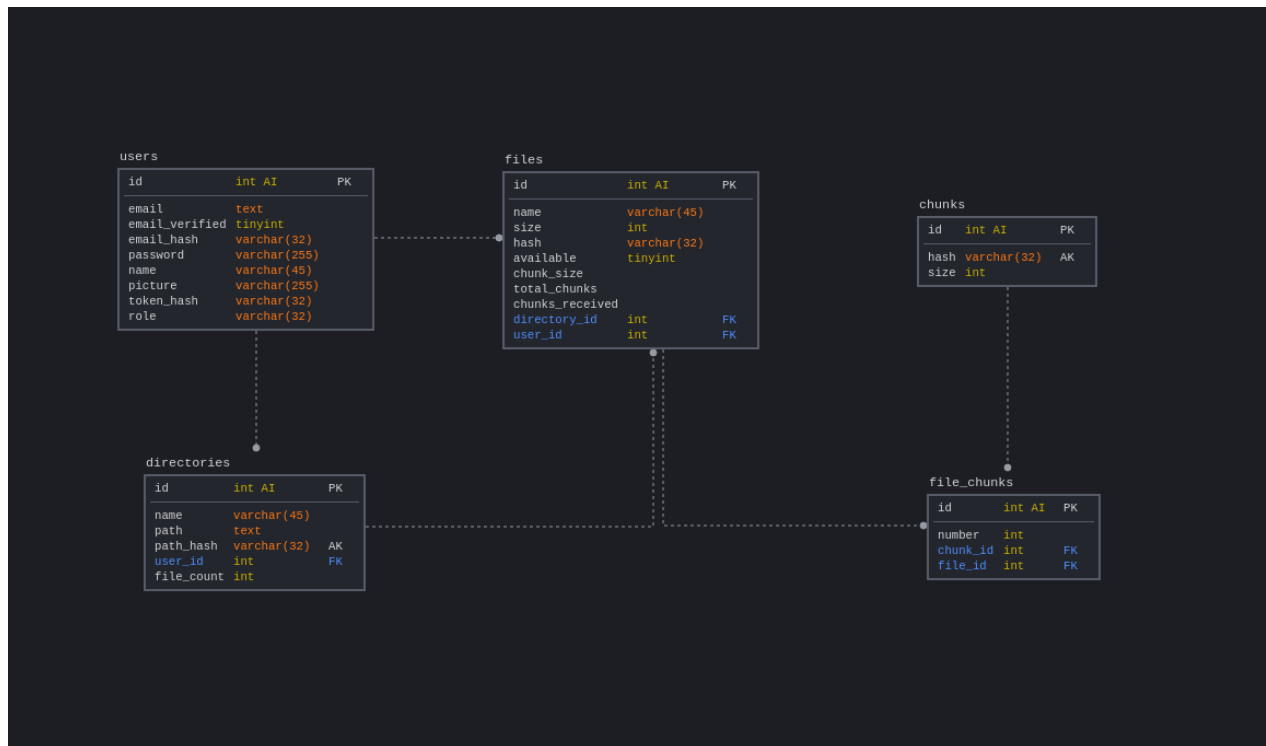 users
id int AI PK
email text
email_verified tinyint
email_hash varchar(32)
password varchar(255)
name varchar(45)
picture varchar(255)
token_hash varchar(32)
role varchar(32)
files
id int AI PK
name varchar(45)
size int
hash varchar(32)
available tinyint
chunk_size
total_chunks
chunks_received
directory_id int FK
user_id int FK
chunks
id int AI PK
hash varchar(32) AK
size int
directories
id int AI PK
name varchar(45)
path text
path_hash varchar(32) AK
user_id int FK
file_count int
file_chunks
id int AI PK
number int
chunk_id int FK
file_id int FK